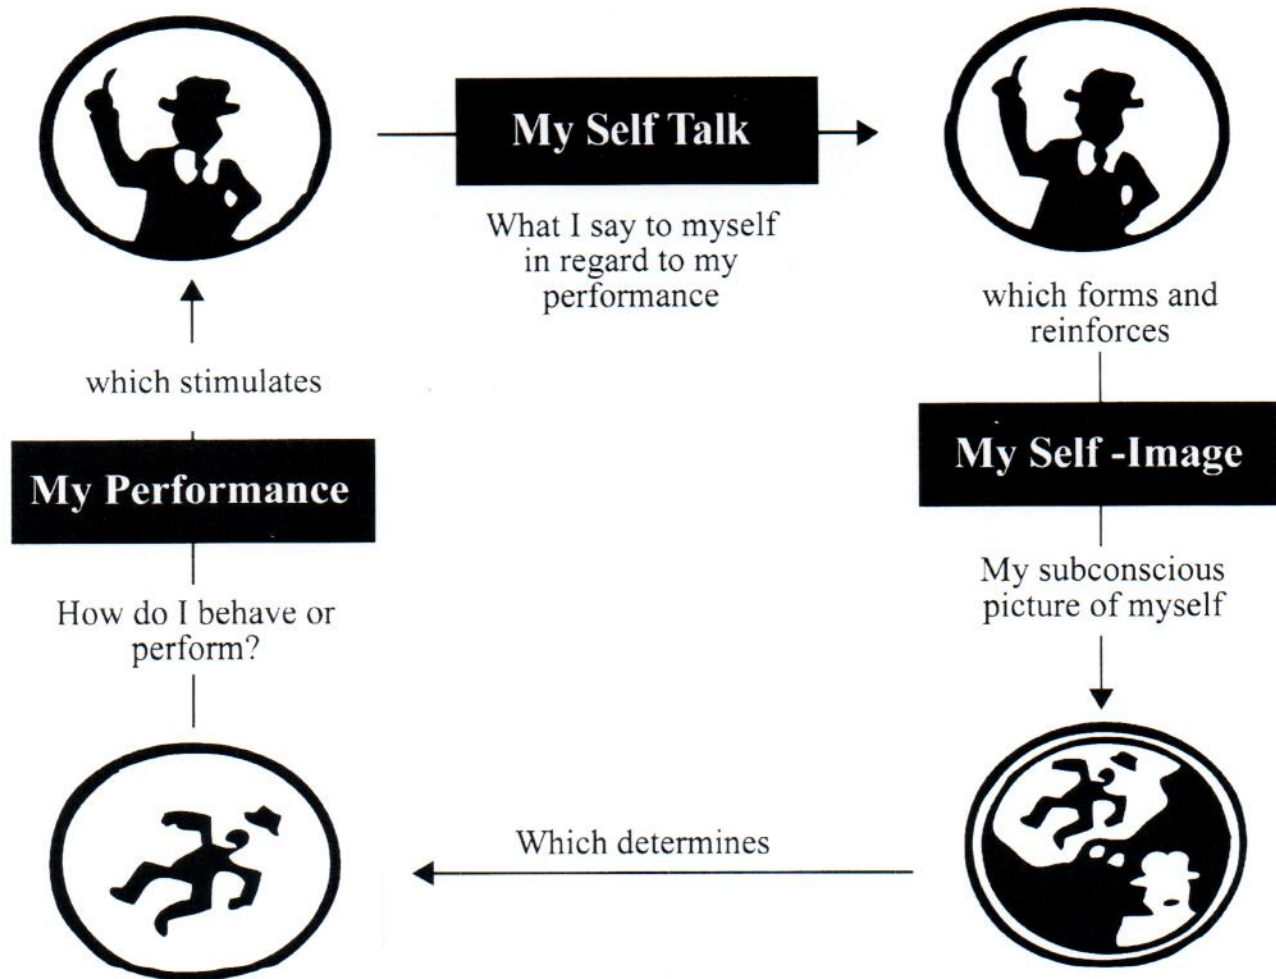 My Self Talk
What I say to myself
in regard to my
performance
which forms and
reinforces
My Self -Image
My subconscious
picture of myself
Which determines
How do I behave or
perform?
My Performance
which stimulates